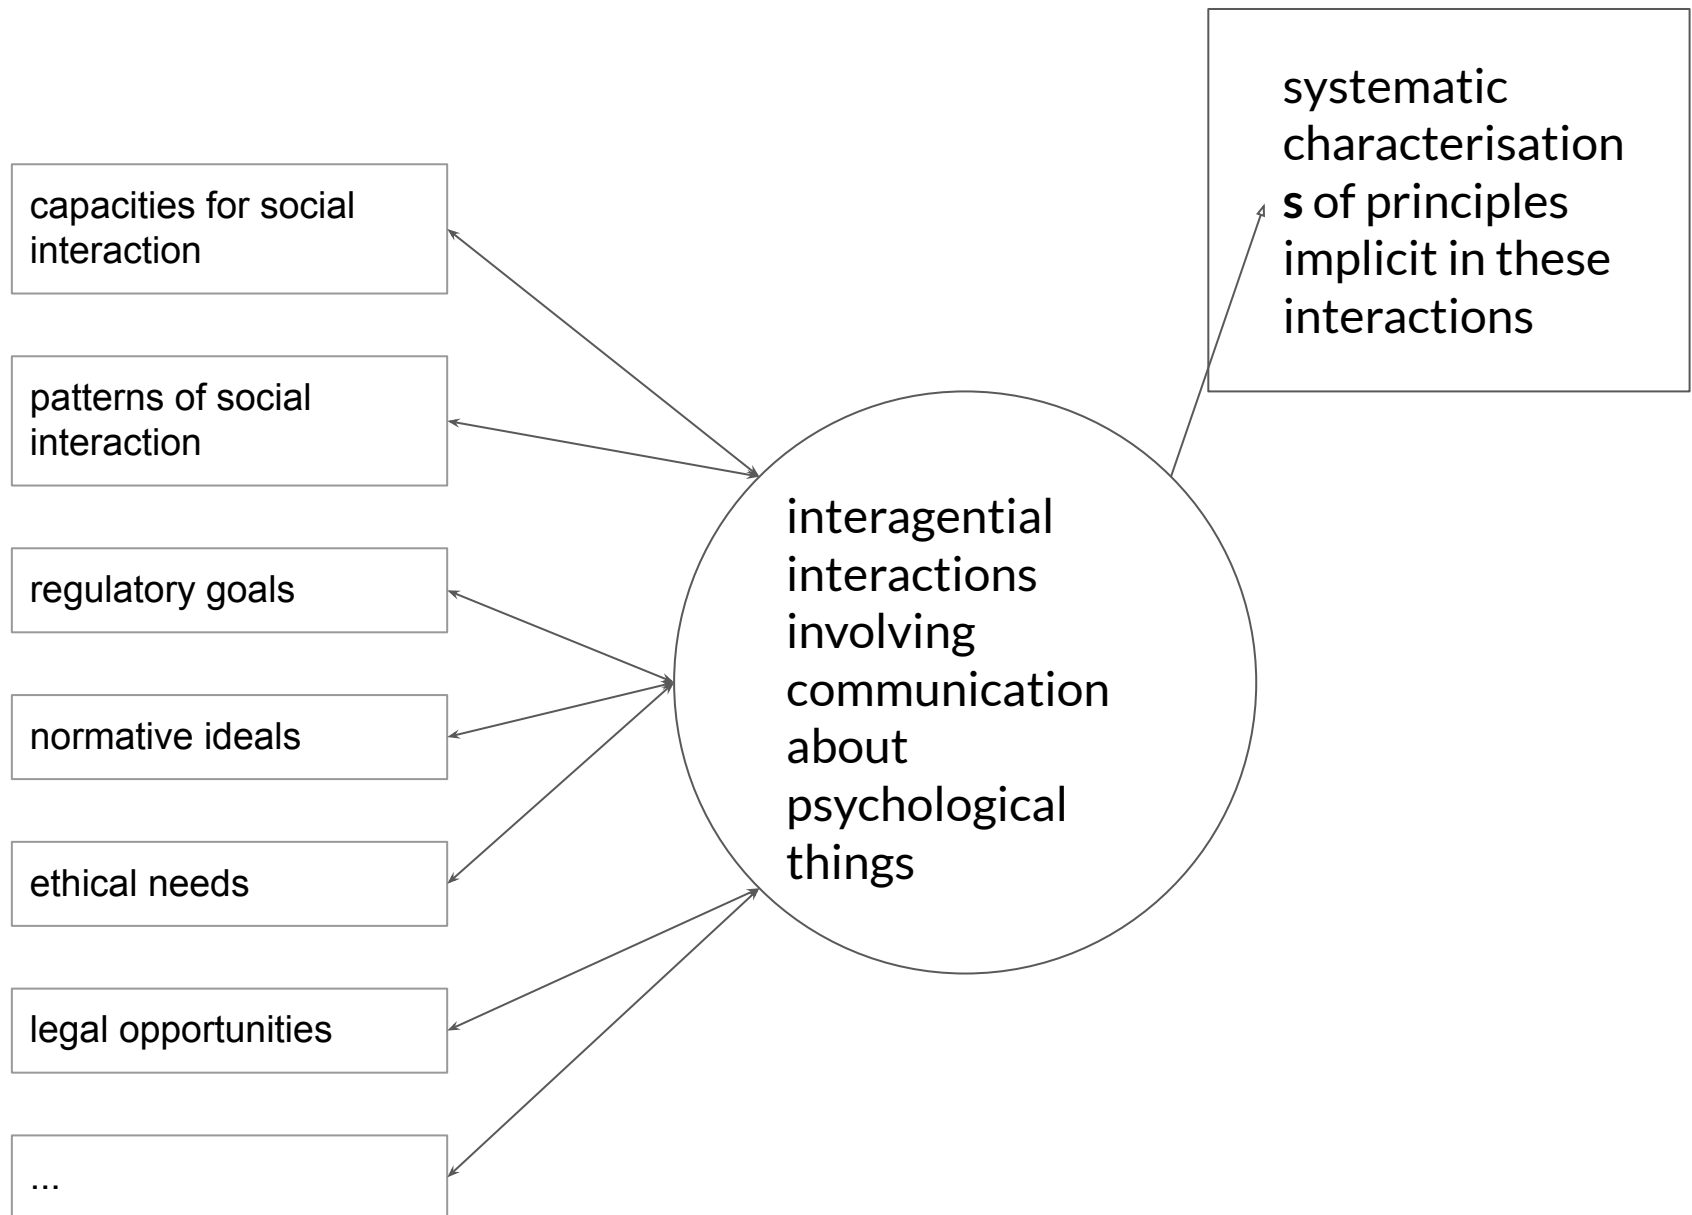 systematic
characterisation
s of principles
implicit in these
interactions
capacities for social
interaction
patterns of social
interaction
regulatory goals
normative ideals
ethical needs
legal opportunities
...
interagential
interactions
involving
communication
about
psychological
things